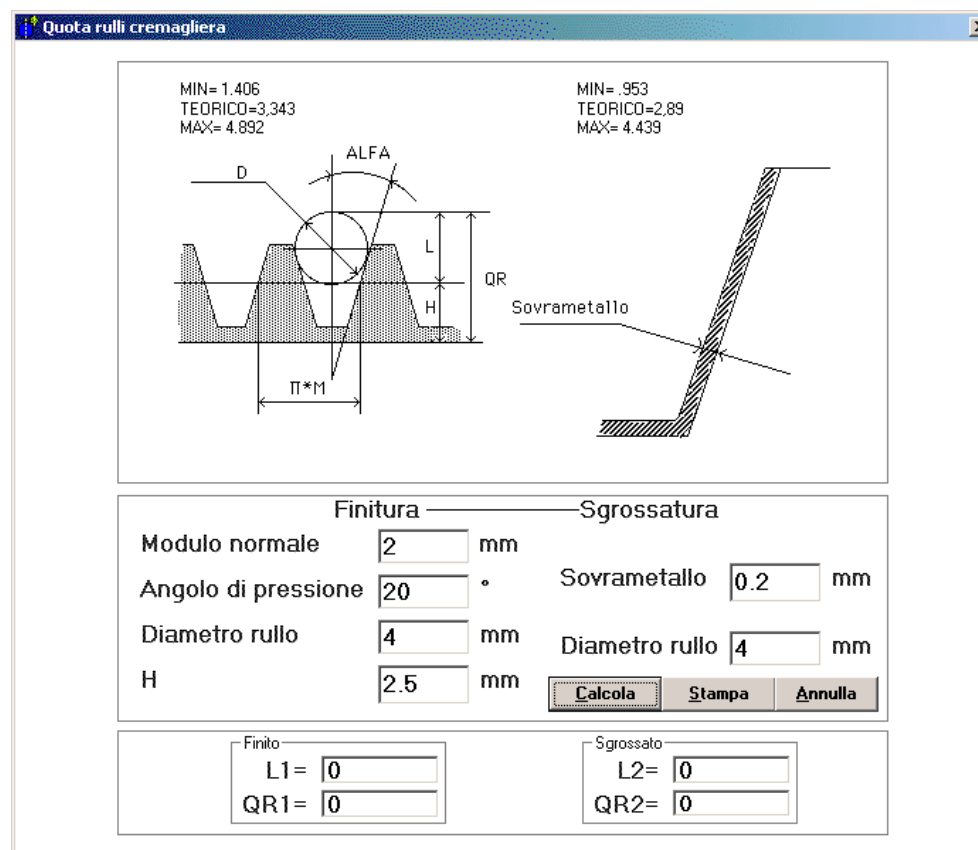 Quota rulli cremagliera
MIN= 1.406
TEORICO=3,343
MAX= 4.892
MIN= .953
TEORICO=2,89
MAX= 4.439
ALFA
D
L
QR
H
Π*M
Sovrametallo
Finitura
Sgrossatura
Modulo normale 2 mm
Angolo di pressione 20 °
Diametro rullo 4 mm
H 2.5 mm
Sovrametallo 0.2 mm
Diametro rullo 4 mm
Calcola Stampa Annulla
Finito
L1= 0
QR1= 0
Sgrossato
L2= 0
QR2= 0